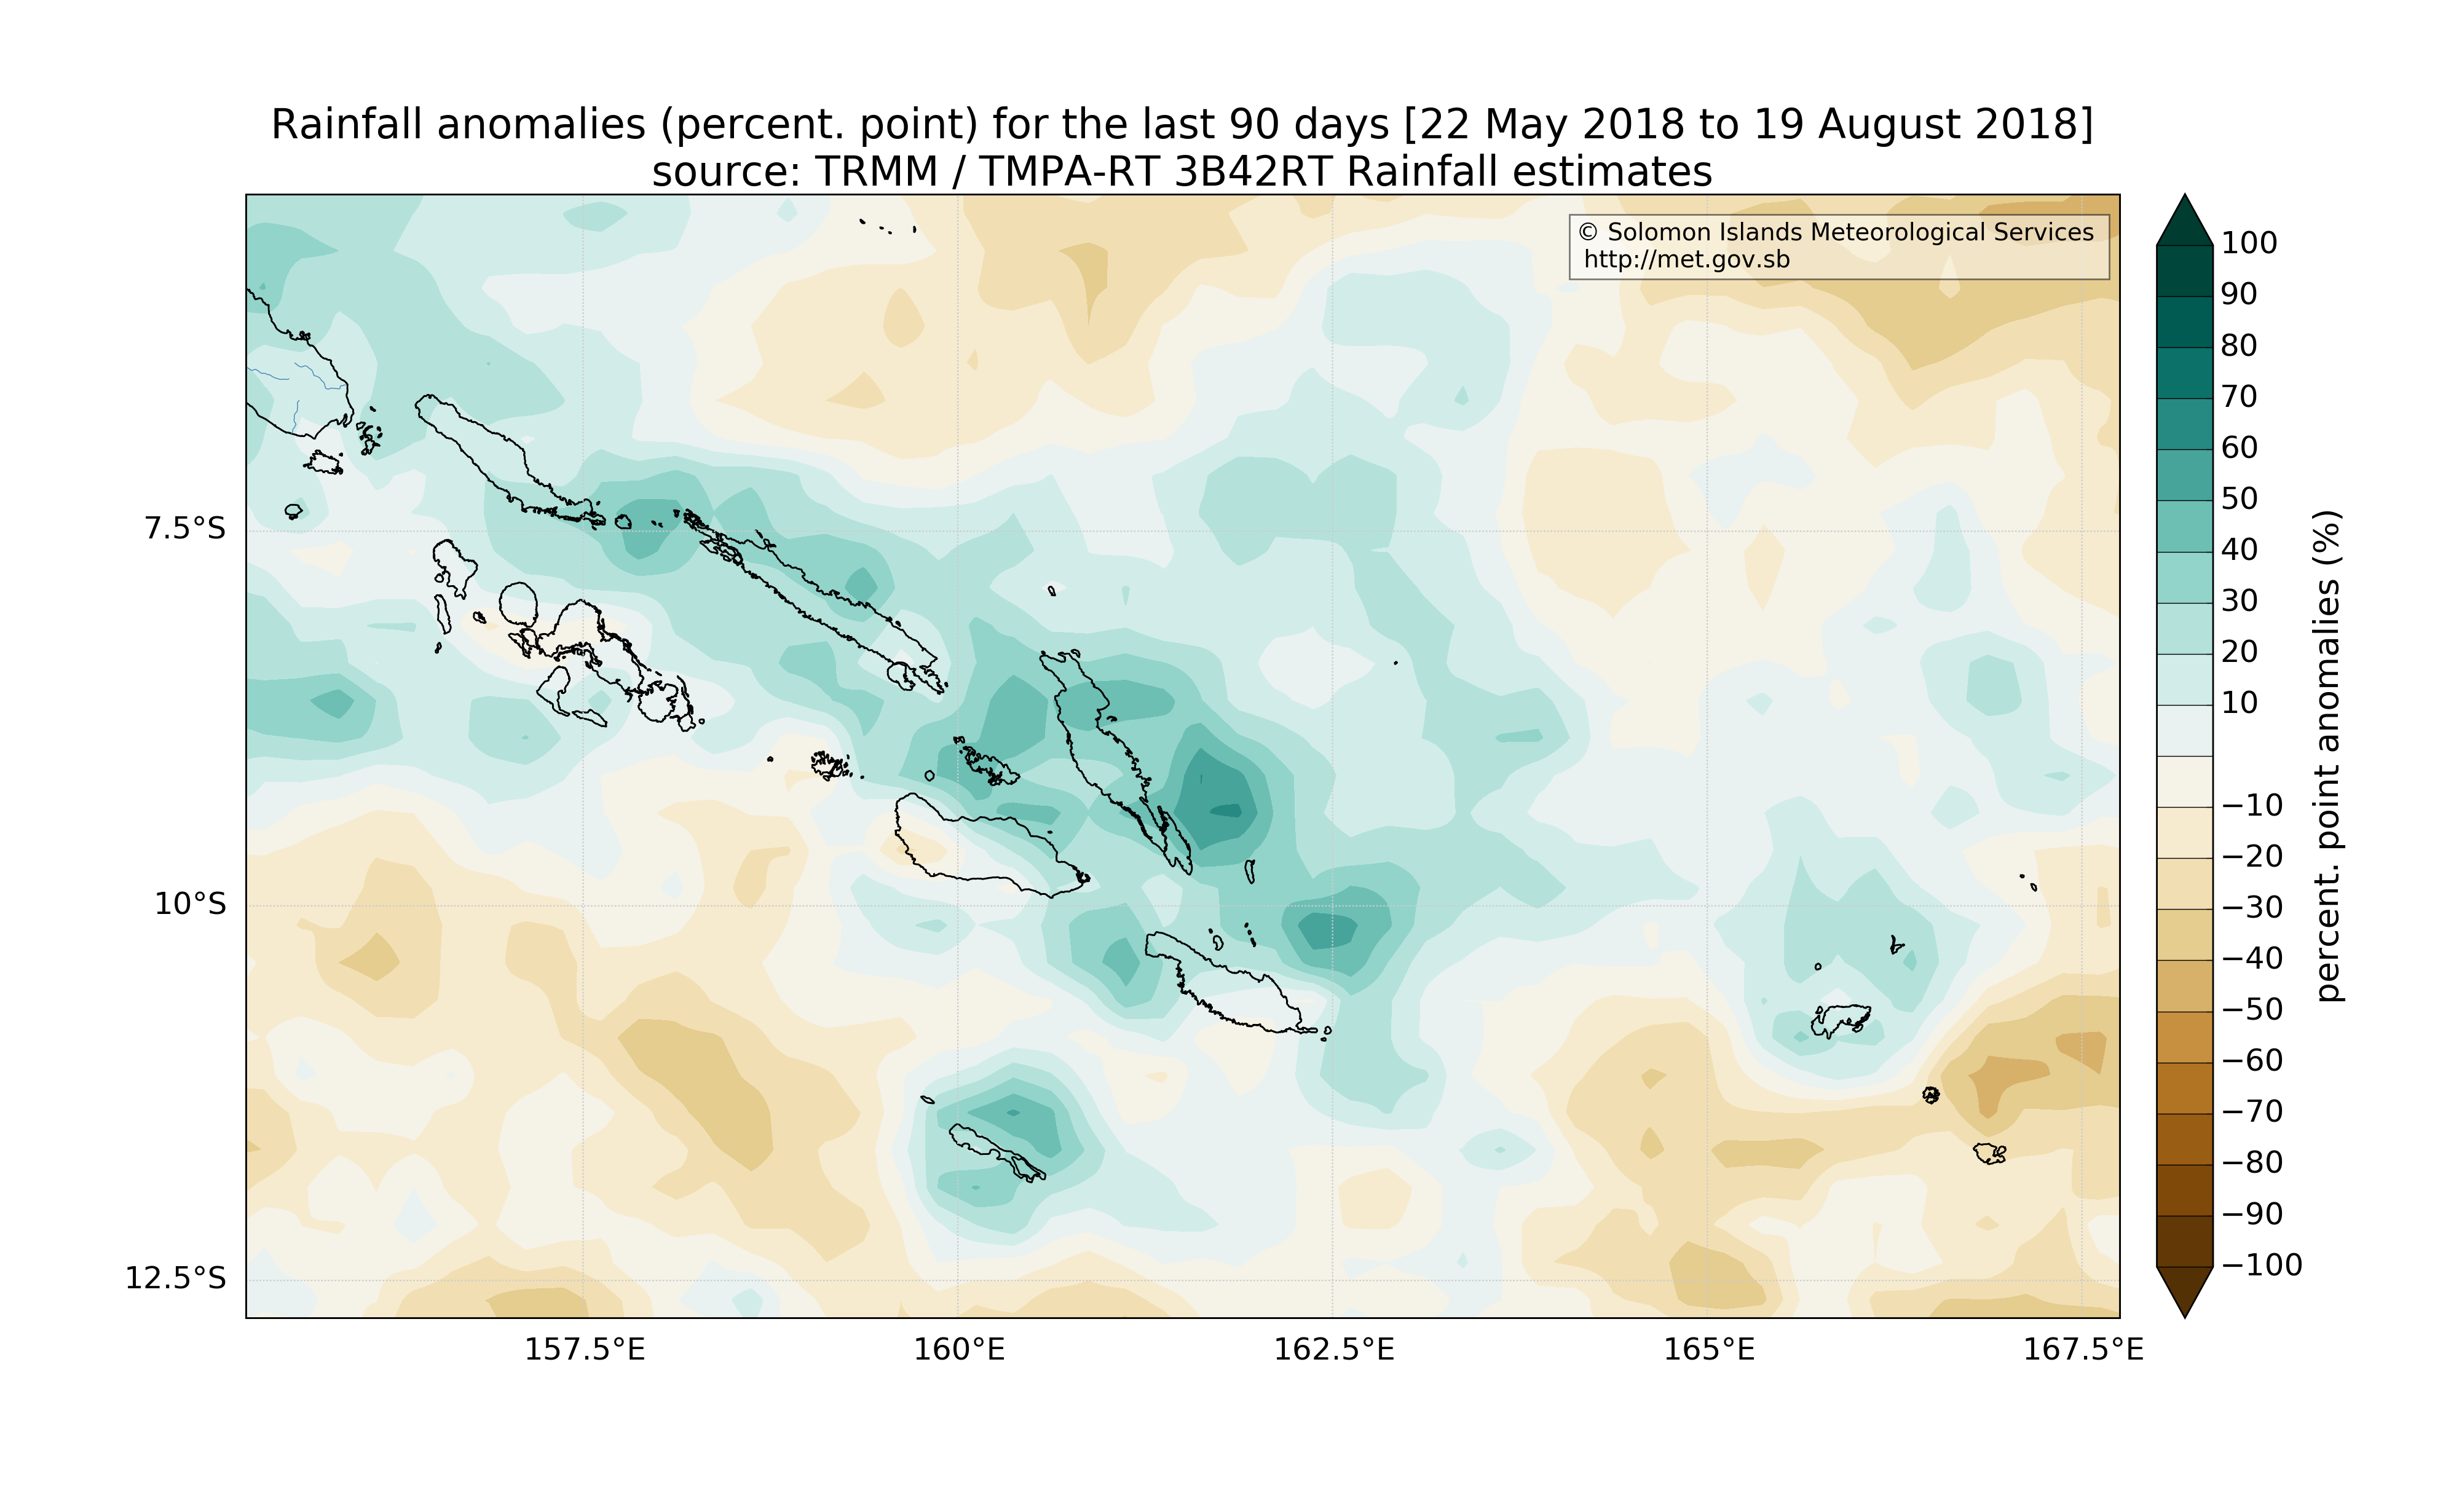 Rainfall anomalies (percent. point) for the last 90 days [22 May 2018 to 19 August 2018]
source: TRMM / TMPA-RT 3B42RT Rainfall estimates
© Solomon Islands Meteorological Services
http://met.gov.sb
7.5°S
10°S
12.5°S
157.5°E
160°E
162.5°E
165°E
167.5°E
100
90
80
70
60
50
40
30
20
10
−10
−20
−30
−40
−50
−60
−70
−80
−90
−100
percent. point anomalies (%)